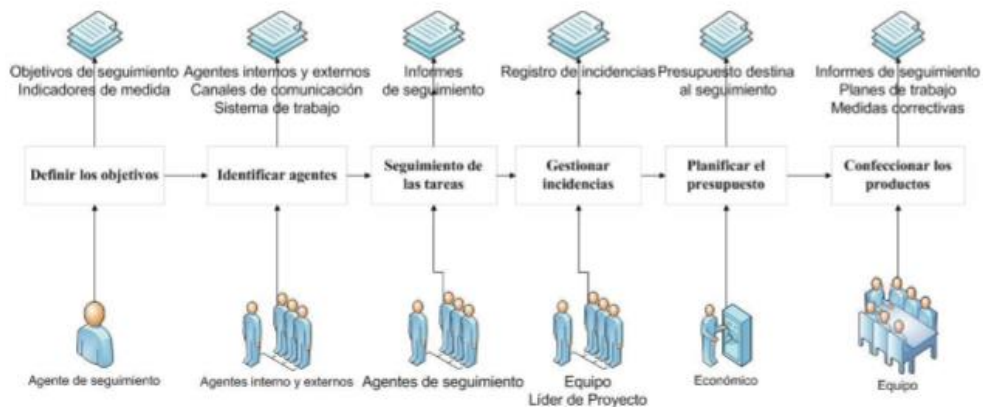 Objetivos de seguimiento
Indicadores de medida
Agentes internos y externos
Canales de comunicación
Sistema de trabajo
Informes
de seguimiento
Registro de incidencias
Presupuesto destina
al seguimiento
Informes de seguimiento
Planes de trabajo
Medidas correctivas
Definir los objetivos
Identificar agentes
Seguimiento de
las tareas
Gestionar
incidencias
Planificar el
presupuesto
Confeccionar los
productos
Agente de seguimiento
Agentes interno y externos
Agentes de seguimiento
Equipo
Líder de Proyecto
Económico
Equipo